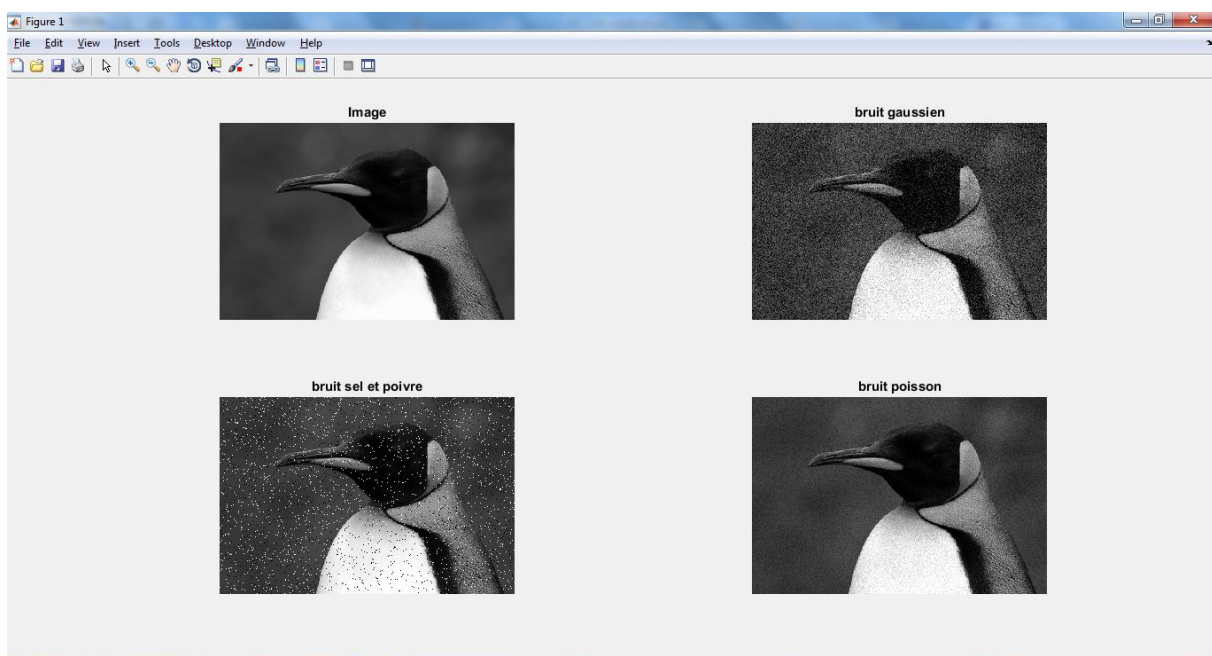 Figure 1
File Edit View Insert Tools Desktop Window Help
Image
bruit gaussien
bruit sel et poivre
bruit poisson